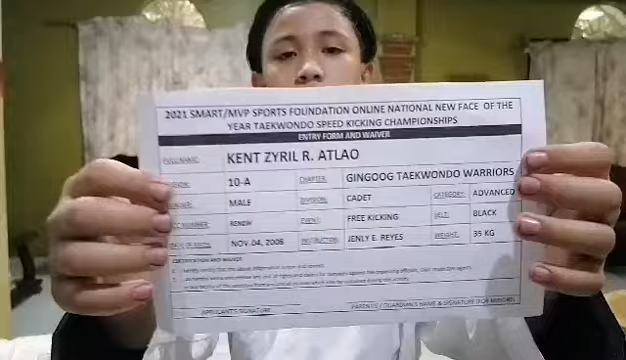 2021 SMART/MVP SPORTS FOUNDATION ONLINE NATIONAL NEW FACE OF THE
YEAR TAEKWONDO SPEED KICKING CHAMPIONSHIPS
ENTRY FORM AND WAIVER
FULL NAME: KENT ZYRIL R. ATLAO
10-A CHAPTER: GINGOOG TAEKWONDO WARRIORS
MALE DIVISION: CADET CATEGORY: ADVANCED
NUMBER: RENEW EVENT: FREE KICKING BELT: BLACK
DATE OF BIRTH: NOV.04, 2008 INSTRUCTOR: JENLY E. REYES WEIGHT: 35 KG
CERTIFICATION AND WAIVER
APPLICANT'S SIGNATURE PARENTS / GUARDIAN'S NAME & SIGNATURE (FOR MINORS)